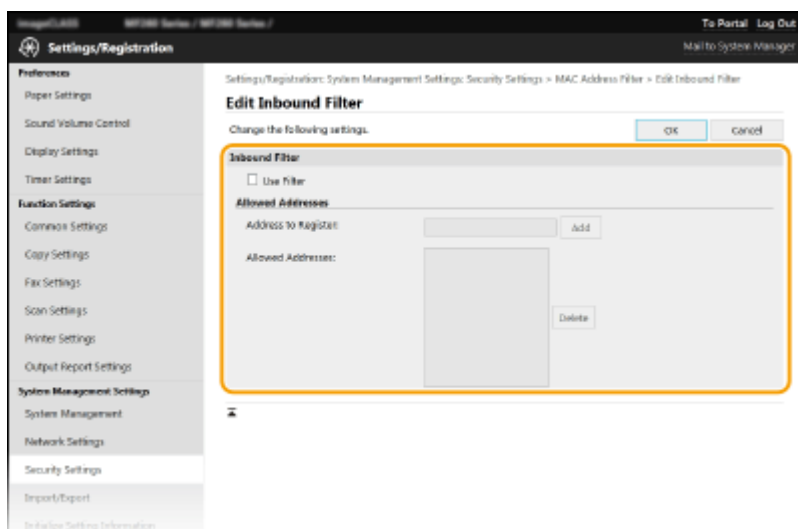 To Portal Log Out
Settings/Registration
Mail to System Manager
Preferences
Paper Settings
Sound Volume Control
Display Settings
Timer Settings
Function Settings
Common Settings
Copy Settings
Fax Settings
Scan Settings
Printer Settings
Output Report Settings
System Management Settings
System Management
Network Settings
Security Settings
Import/Export
Initialize Setting Information
Settings/Registration: System Management Settings: Security Settings > MAC Address Filter > Edit Inbound Filter
Edit Inbound Filter
Change the following settings.
OK
Cancel
Inbound Filter
Use Filter
Allowed Addresses
Address to Register:
Add
Allowed Addresses:
Delete